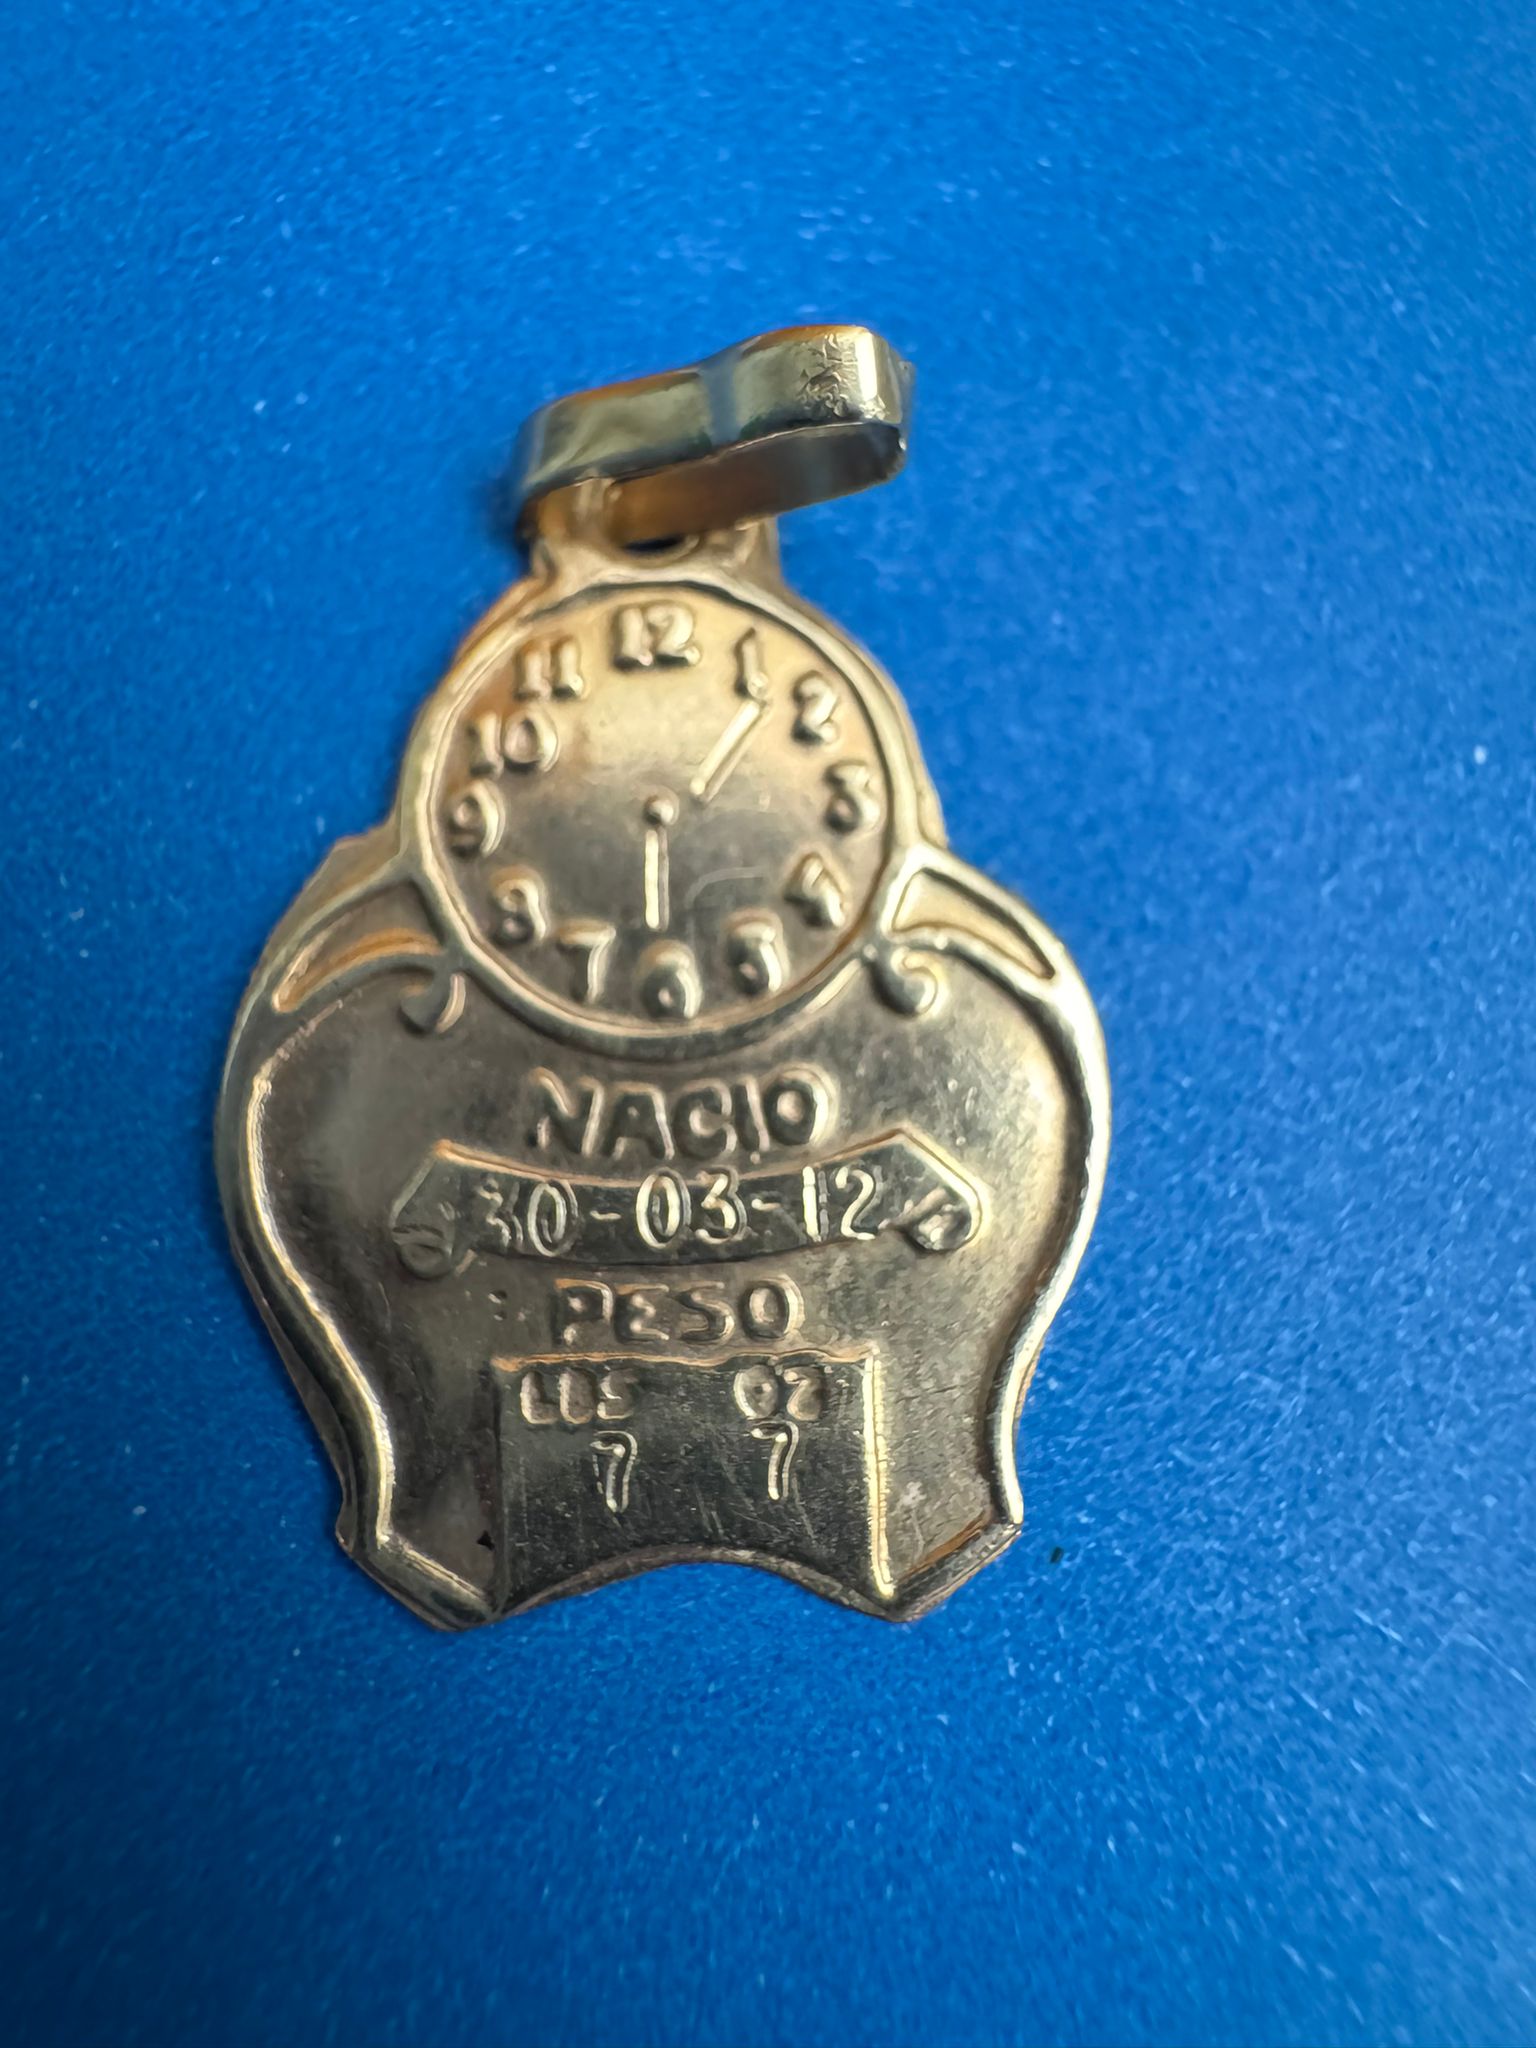 12
11 1
10 2
9 3
8 4
7 6 5
NACIO
30-03-12
PESO
LBS OZ
7 7